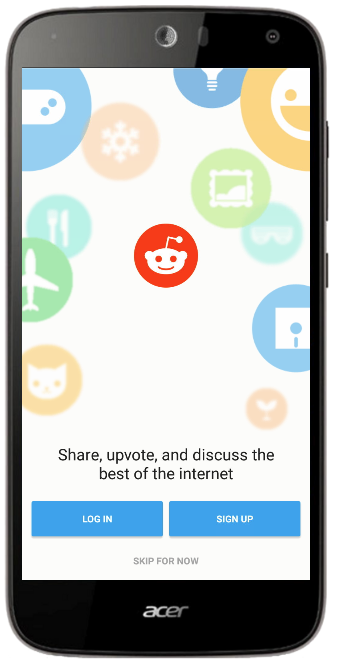 Share, upvote, and discuss the
best of the internet
LOG IN
SIGN UP
SKIP FOR NOW
acer